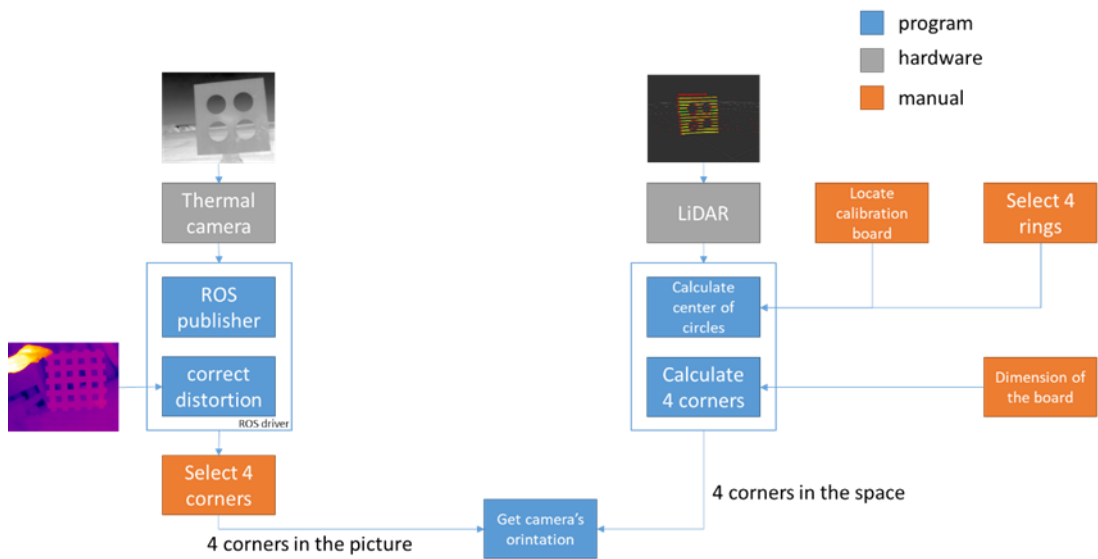 program
hardware
manual
Thermal
camera
LiDAR
Locate
calibration
board
Select 4
rings
ROS
publisher
Calculate
center of
circles
correct
distortion
ROS driver
Calculate
4 corners
Dimension of
the board
Select 4
corners
4 corners in the space
4 corners in the picture
Get camera's
orintation